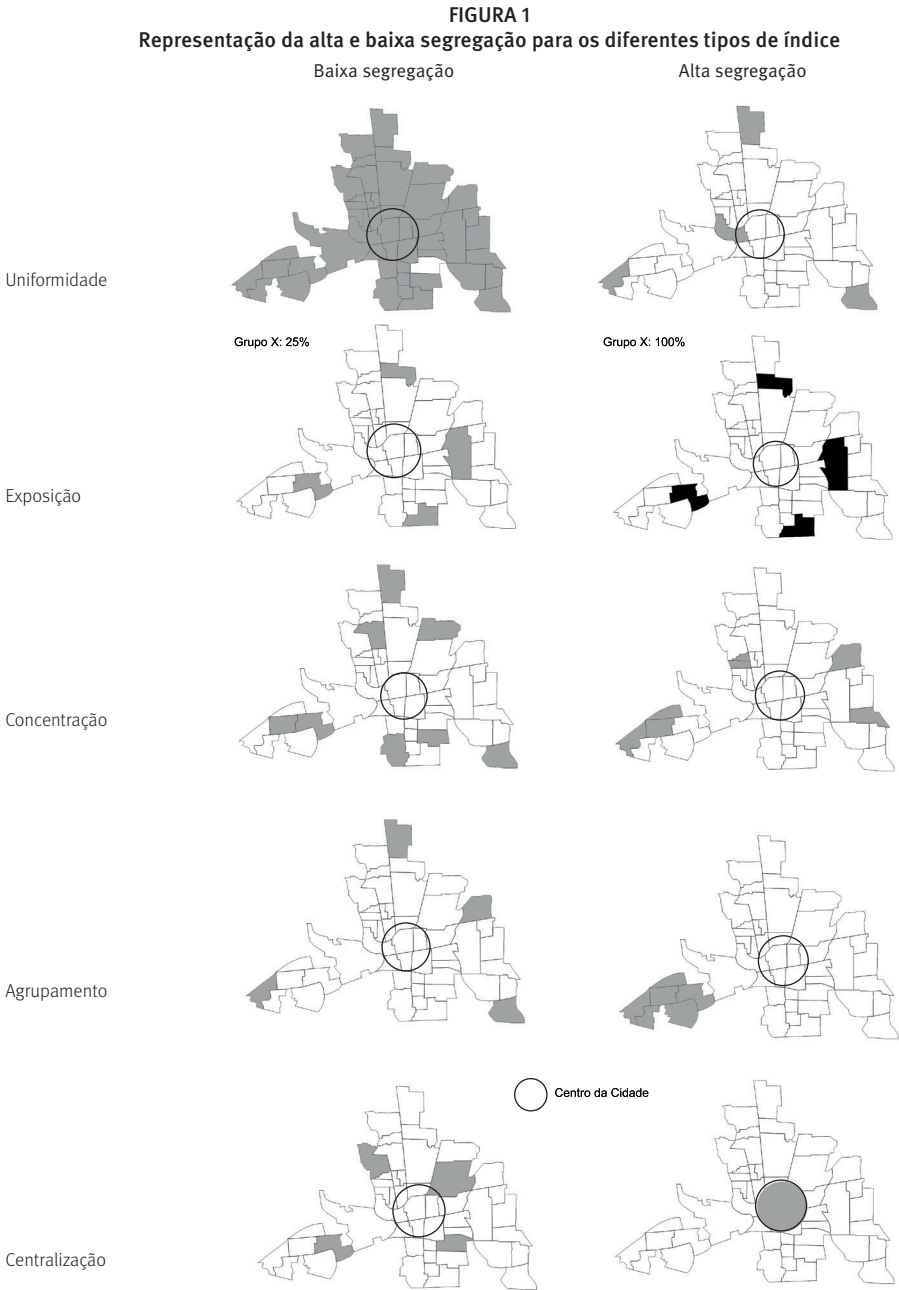 FIGURA 1
Representação da alta e baixa segregação para os diferentes tipos de índice
Baixa segregação
Alta segregação
Uniformidade
Grupo X: 25%
Grupo X: 100%
Exposição
Concentração
Agrupamento
Centro da Cidade
Centralização